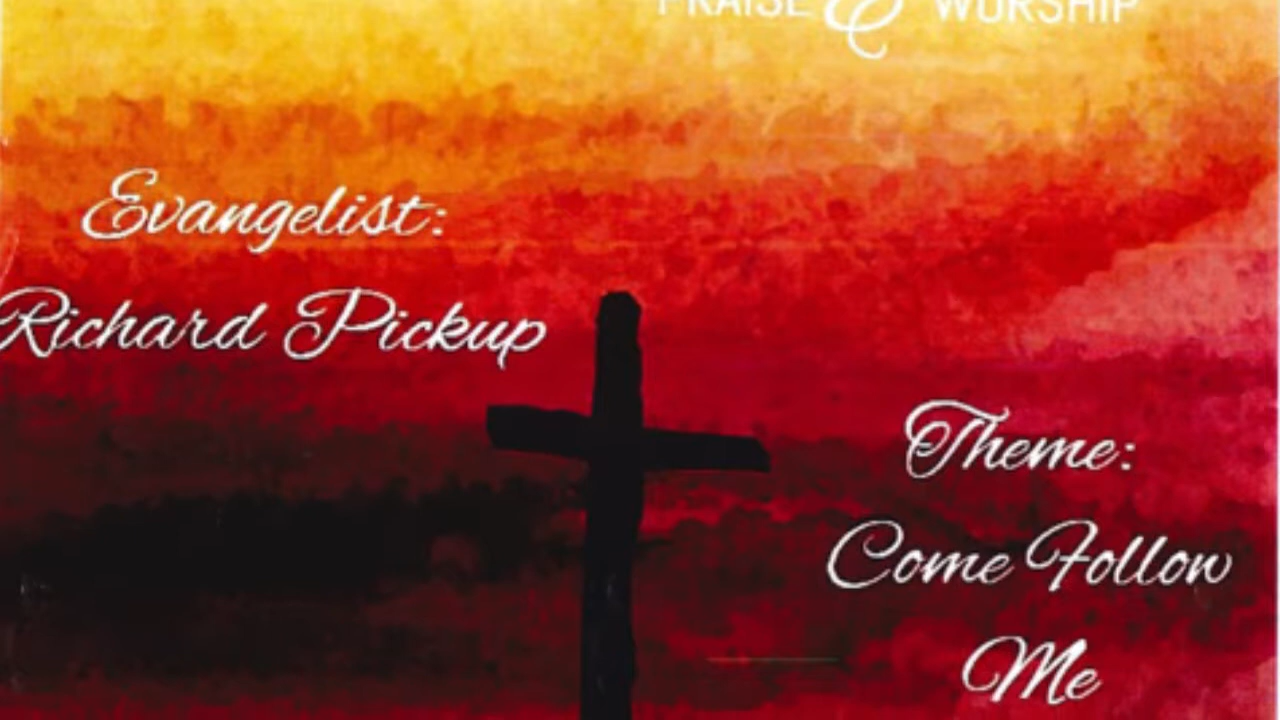 PRAISE & WORSHIP
Evangelist:
Richard Pickup
Theme:
Come Follow
Me